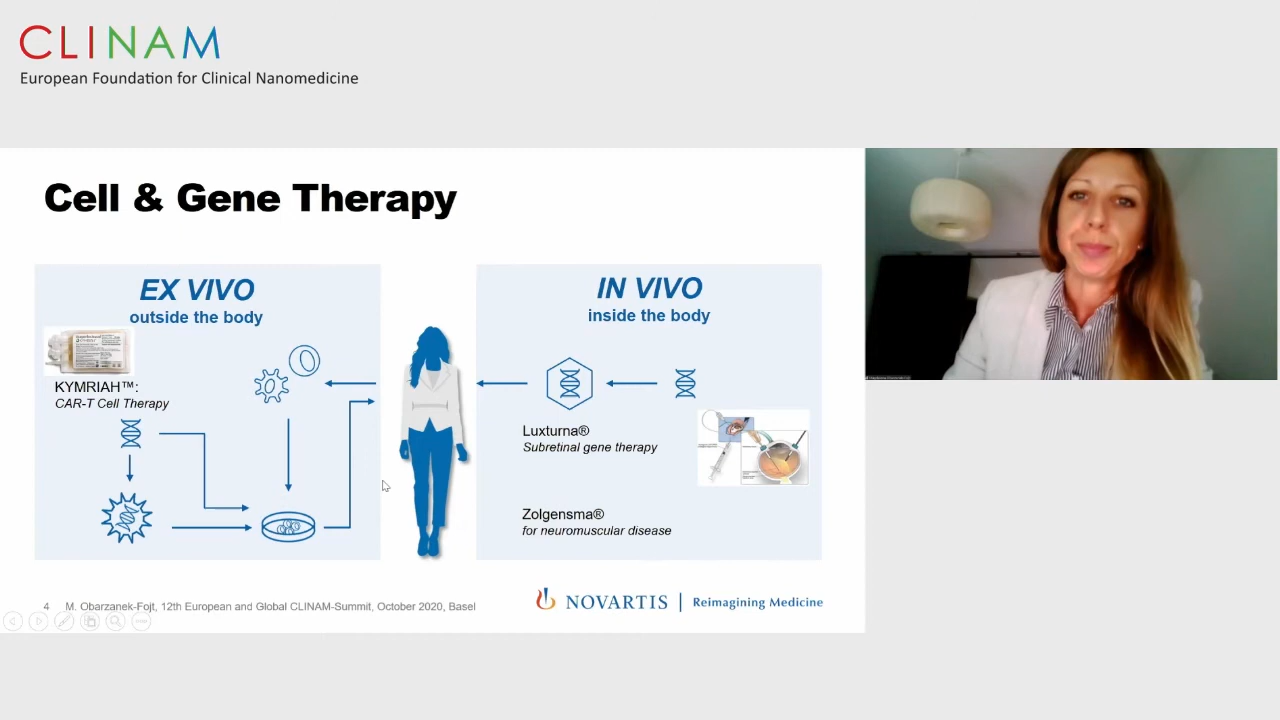 CLINAM
European Foundation for Clinical Nanomedicine
Cell & Gene Therapy
EX VIVO
outside the body
KYMRIAH™:
CAR-T Cell Therapy
IN VIVO
inside the body
Luxturna®
Subretinal gene therapy
Zolgensma®
for neuromuscular disease
4 M. Obarzanek-Fojt, 12th European and Global CLINAM-Summit, October 2020, Basel
NOVARTIS | Reimagining Medicine